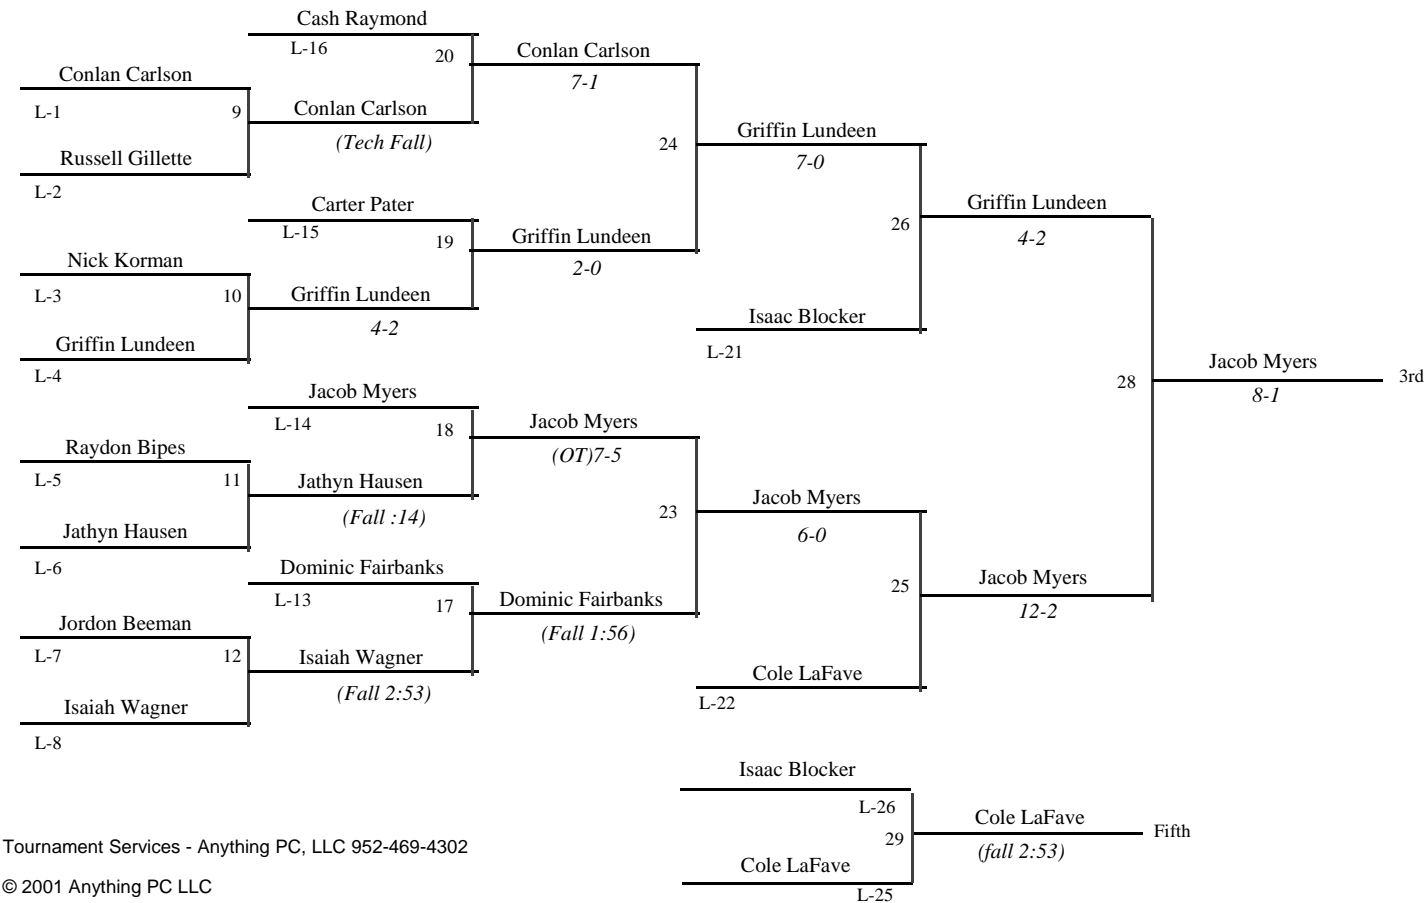 Cash Raymond
L-16
20
Conlan Carlson
7-1
Conlan Carlson
L-1
9
Conlan Carlson
(Tech Fall)
Russell Gillette
L-2
24
Griffin Lundeen
7-0
Carter Pater
L-15
19
Griffin Lundeen
2-0
26
Griffin Lundeen
4-2
Nick Korman
L-3
10
Griffin Lundeen
4-2
Griffin Lundeen
L-4
Isaac Blocker
L-21
28
Jacob Myers
8-1
3rd
Jacob Myers
L-14
18
Jacob Myers
(OT)7-5
Raydon Bipes
L-5
11
Jathyn Hausen
(Fall :14)
Jathyn Hausen
L-6
23
Jacob Myers
6-0
Dominic Fairbanks
L-13
17
Dominic Fairbanks
(Fall 1:56)
25
Jacob Myers
12-2
Jordon Beeman
L-7
12
Isaiah Wagner
(Fall 2:53)
Isaiah Wagner
L-8
Cole LaFave
L-22
Isaac Blocker
L-26
29
Cole LaFave
(fall 2:53)
Fifth
Cole LaFave
L-25
Tournament Services - Anything PC, LLC 952-469-4302
© 2001 Anything PC LLC